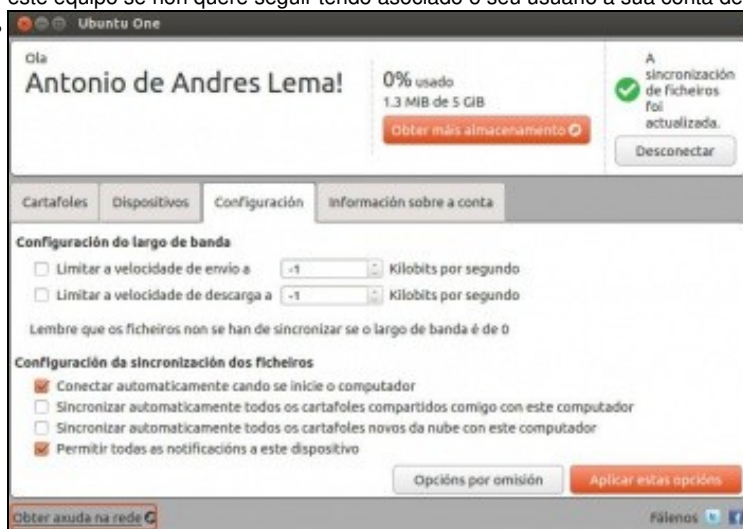 este equipo se non quere seguir tendo asociado o seu usuario a súa conta de
Ubuntu One
Ola
Antonio de Andres Lema!
0% usado
1.3 MiB de 5 GiB
Obter máis almacenamento
A
sincronización
de ficheiros
foi
actualizada.
Desconectar
Cartafoles
Dispositivos
Configuración
Información sobre a conta
Configuración do largo de banda
Limitar a velocidade de envio a
-1
Kilobits por segundo
Limitar a velocidade de descarga a
-1
Kilobits por segundo
Lembre que os ficheiros non se han de sincronizar se o largo de banda é de 0
Configuración da sincronización dos ficheiros
Conectar automaticamente cando se inicie o computador
Sincronizar automaticamente todos os cartafoles compartidos comigo con este computador
Sincronizar automaticamente todos os cartafoles novos da nube con este computador
Permitir todas as notificacións a este dispositivo
Opcións por omisión
Aplicar estas opcións
Obter axuda na rede
Fálenos